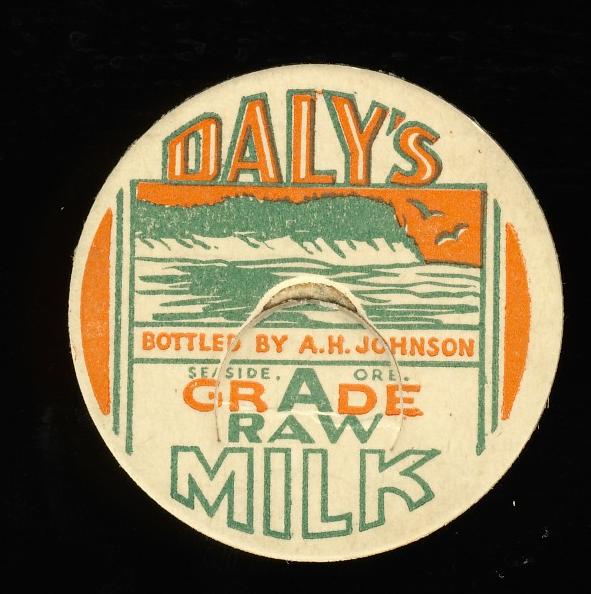 DALY'S
BOTTLED BY A.H. JOHNSON
SEASIDE, ORE.
GRADE
RAW
MILK